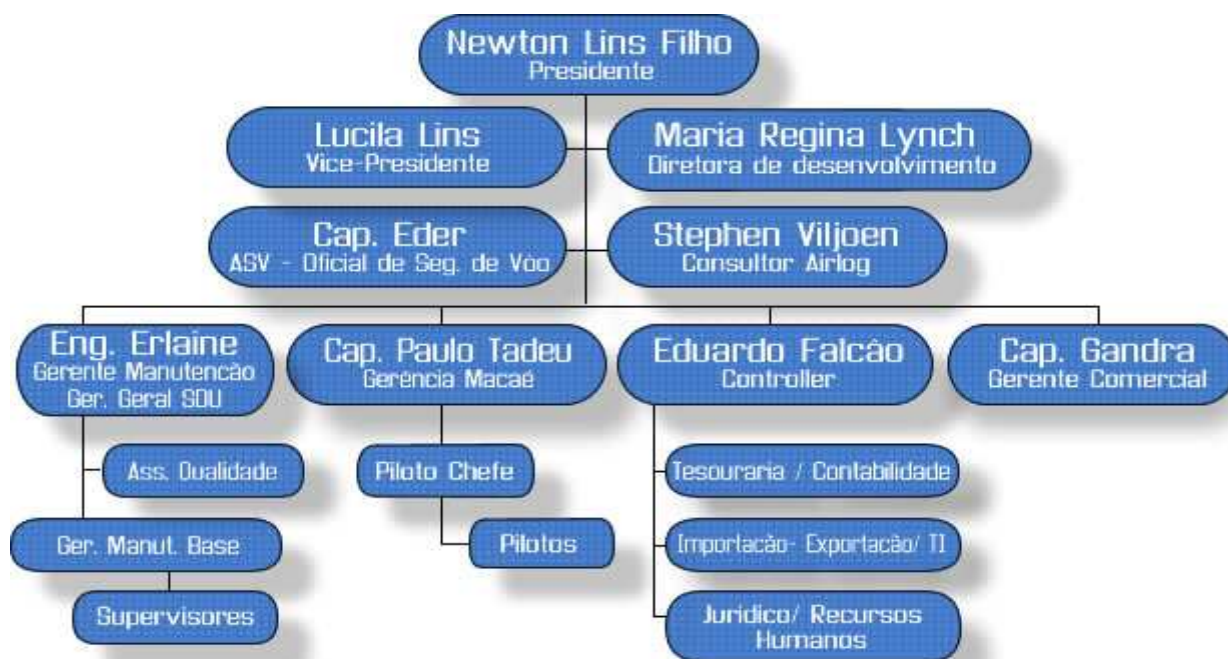 Newton Lins Filho
Presidente
Lucila Lins
Vice-Presidente
Maria Regina Lynch
Diretora de desenvolvimento
Cap. Eder
ASV - Oficial de Seg. de Vôo
Stephen Viljoen
Consultor Airlog
Eng. Erlaine
Gerente Manutencão
Ger. Geral SDU
Cap. Paulo Tadeu
Gerência Macaé
Eduardo Falcão
Controller
Cap. Gandra
Gerente Comercial
Ass. Qualidade
Ger. Manut. Base
Supervisores
Piloto Chefe
Pilotos
Tesouraria / Contabilidade
Importacão- Exportacão/ TI
Jurídico/ Recursos
Humanos